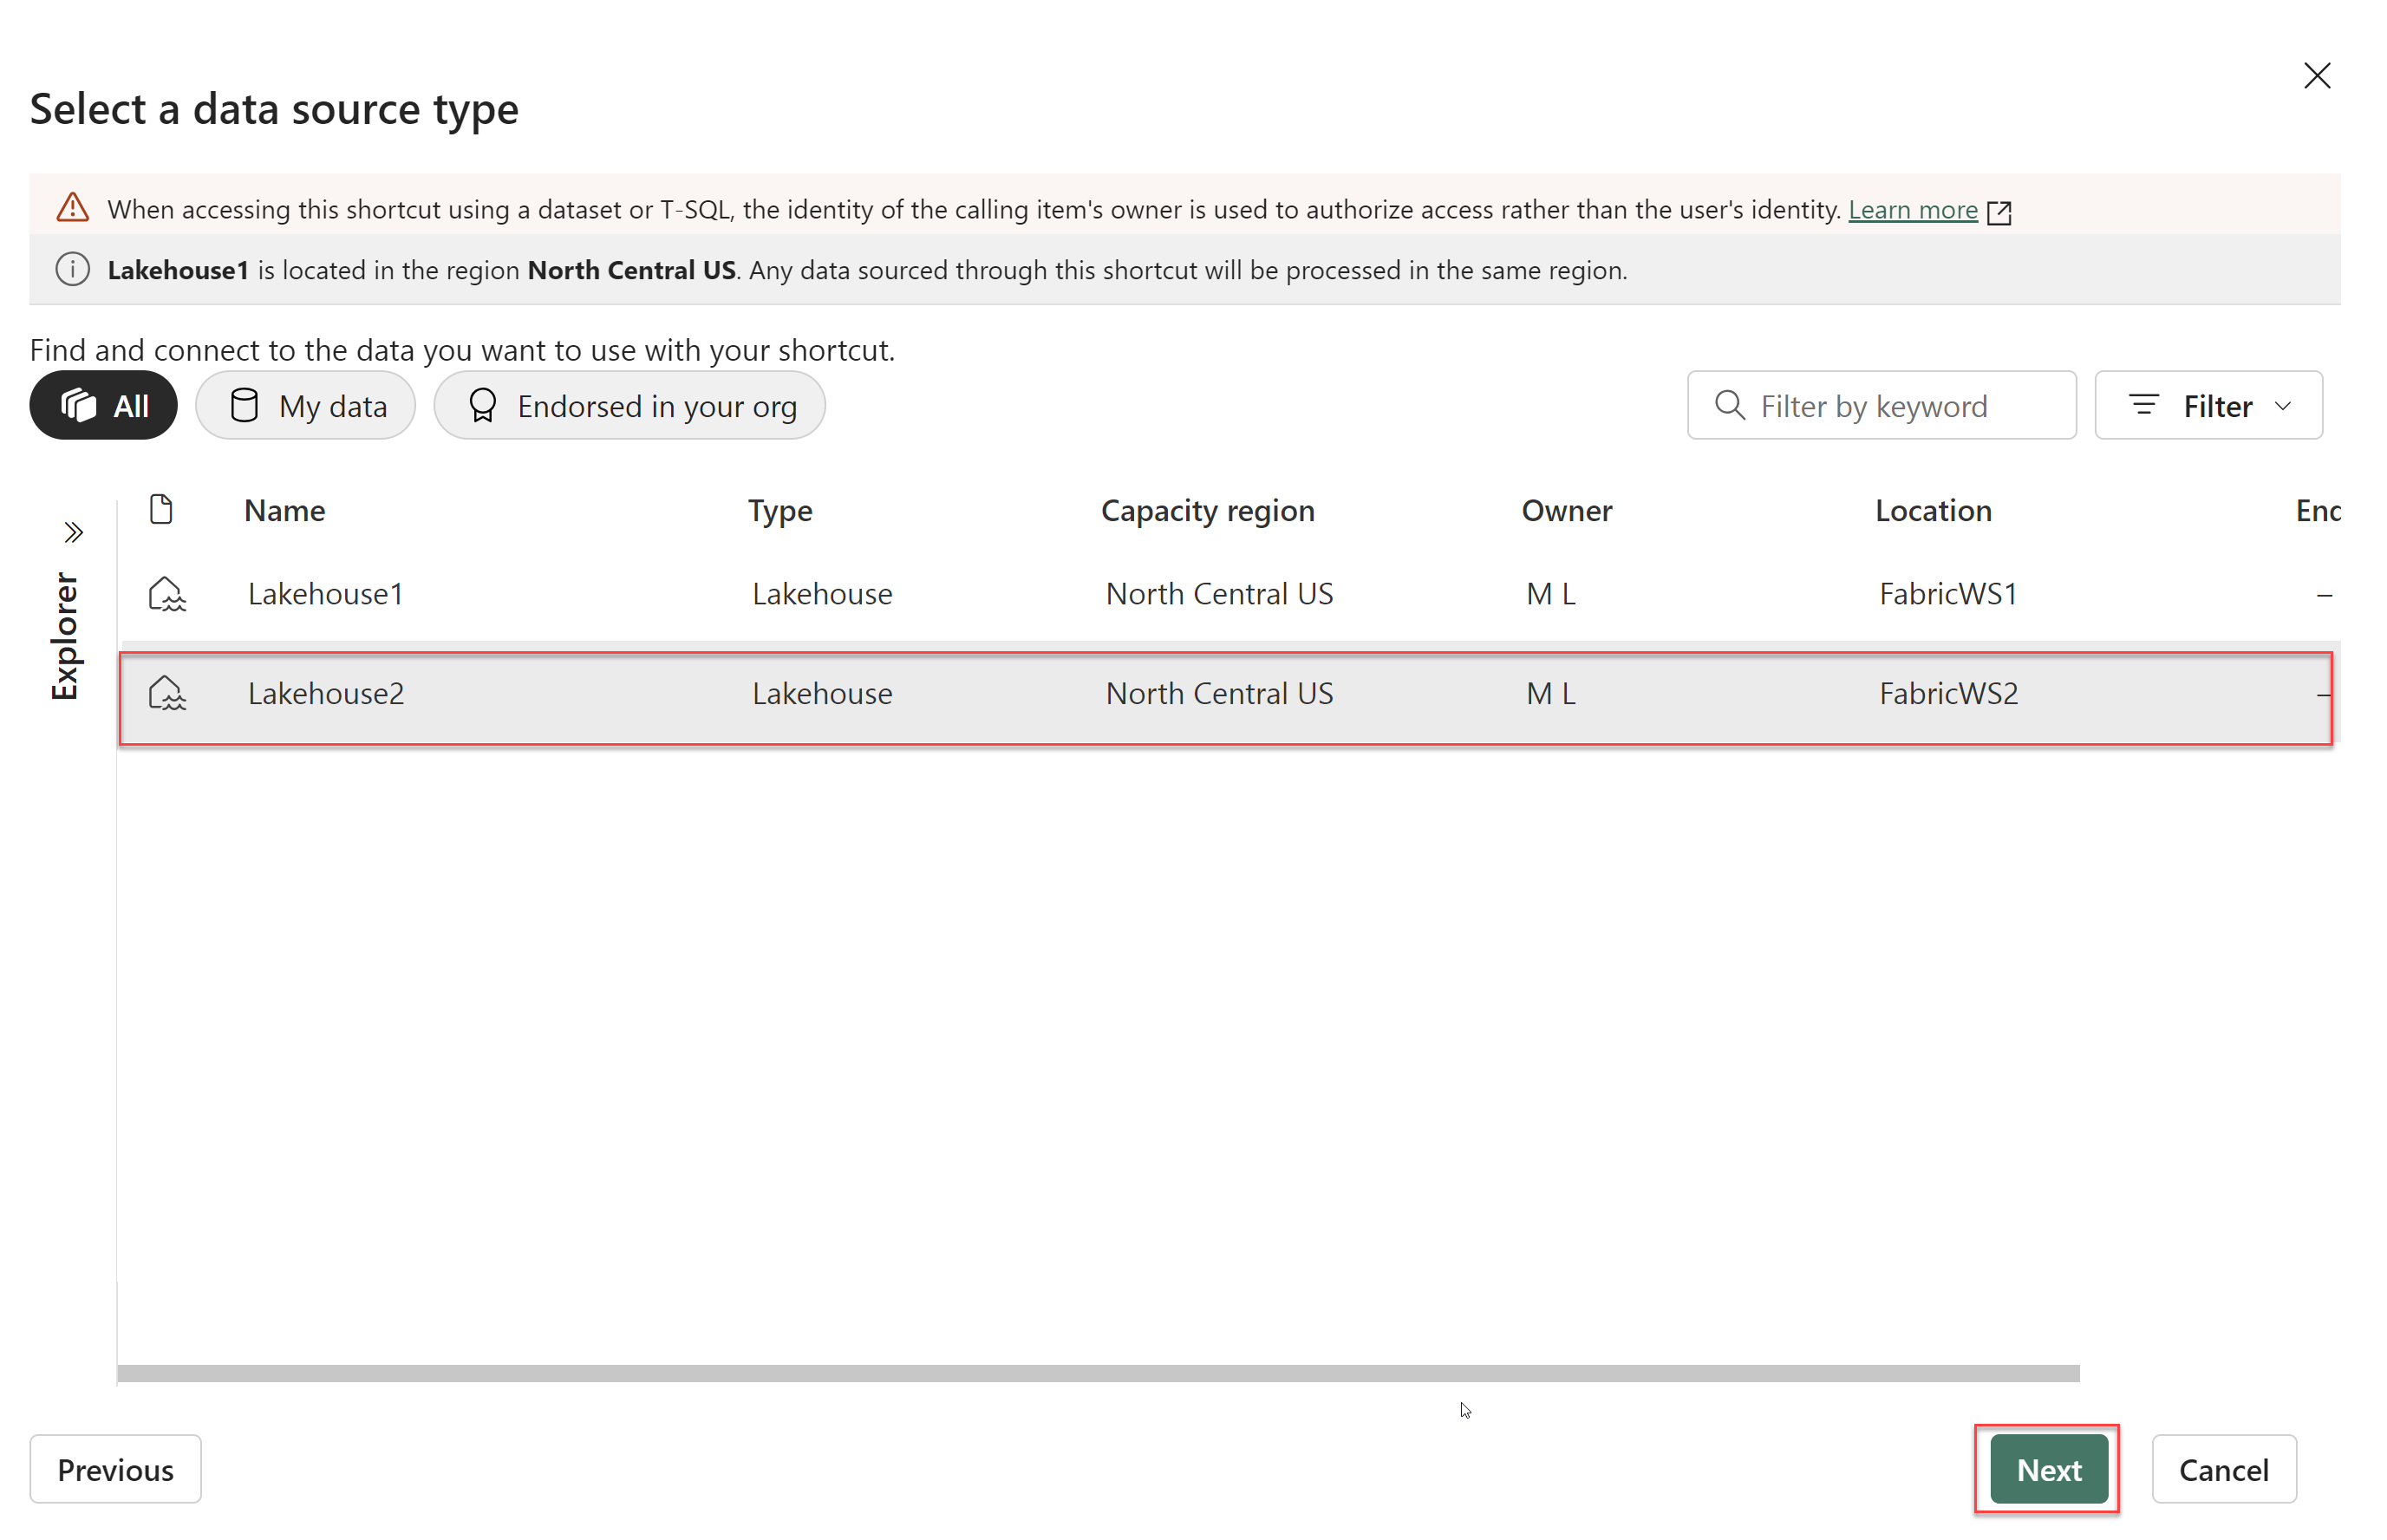 Select a data source type
When accessing this shortcut using a dataset or T-SQL, the identity of the calling item's owner is used to authorize access rather than the user's identity. Learn more
Lakehouse1 is located in the region North Central US. Any data sourced through this shortcut will be processed in the same region.
Find and connect to the data you want to use with your shortcut.
All My data Endorsed in your org Filter by keyword Filter
Explorer
Name Type Capacity region Owner Location
Lakehouse1 Lakehouse North Central US M L FabricWS1 –
Lakehouse2 Lakehouse North Central US M L FabricWS2 –
Previous Next Cancel